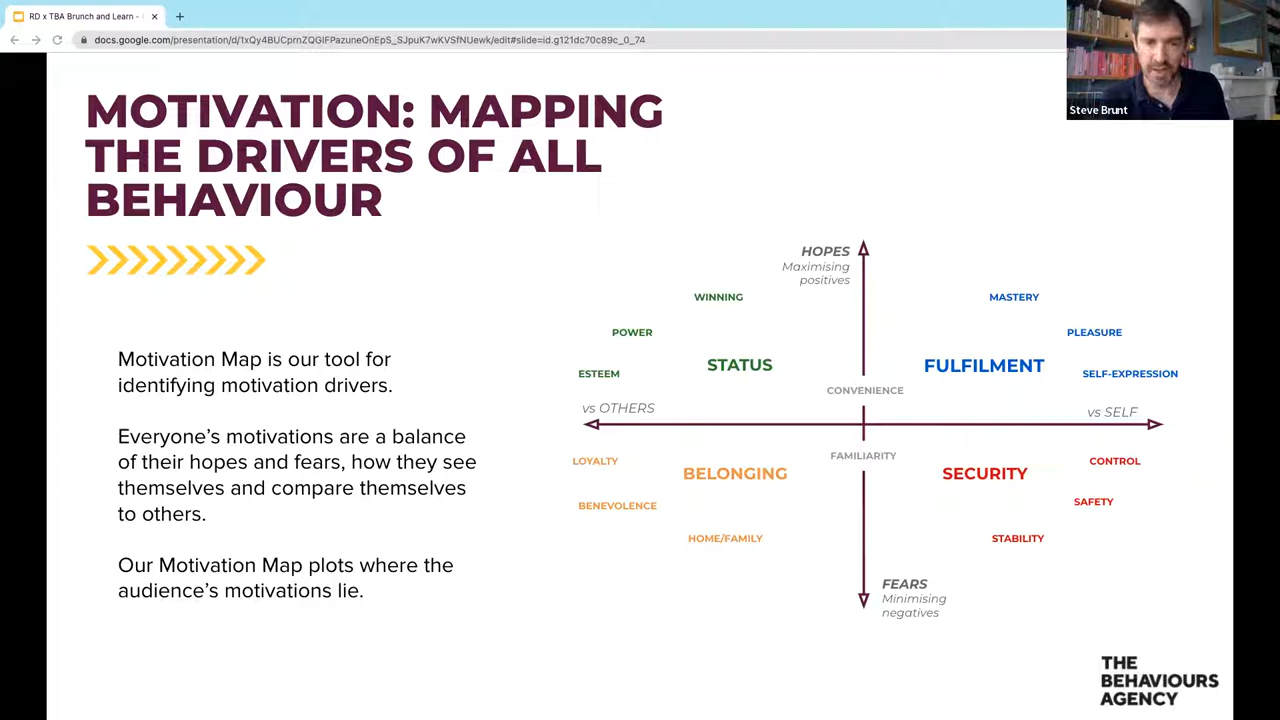 RD x TBA Brunch and Learn -
docs.google.com/presentation/d/1xQy4BUCprnZQGIFPazuneOnEpS_SJpuK7wKVSfNUewk/edit#slide=id.g121dc70c89c_0_74
Steve Brunt
MOTIVATION: MAPPING
THE DRIVERS OF ALL
BEHAVIOUR
Motivation Map is our tool for
identifying motivation drivers.
Everyone's motivations are a balance
of their hopes and fears, how they see
themselves and compare themselves
to others.
Our Motivation Map plots where the
audience's motivations lie.
HOPES
Maximising
positives
WINNING
MASTERY
POWER
PLEASURE
STATUS
FULFILMENT
ESTEEM
SELF-EXPRESSION
CONVENIENCE
vs OTHERS
vs SELF
FAMILIARITY
LOYALTY
CONTROL
BELONGING
SECURITY
BENEVOLENCE
SAFETY
HOME/FAMILY
STABILITY
FEARS
Minimising
negatives
THE
BEHAVIOURS
AGENCY